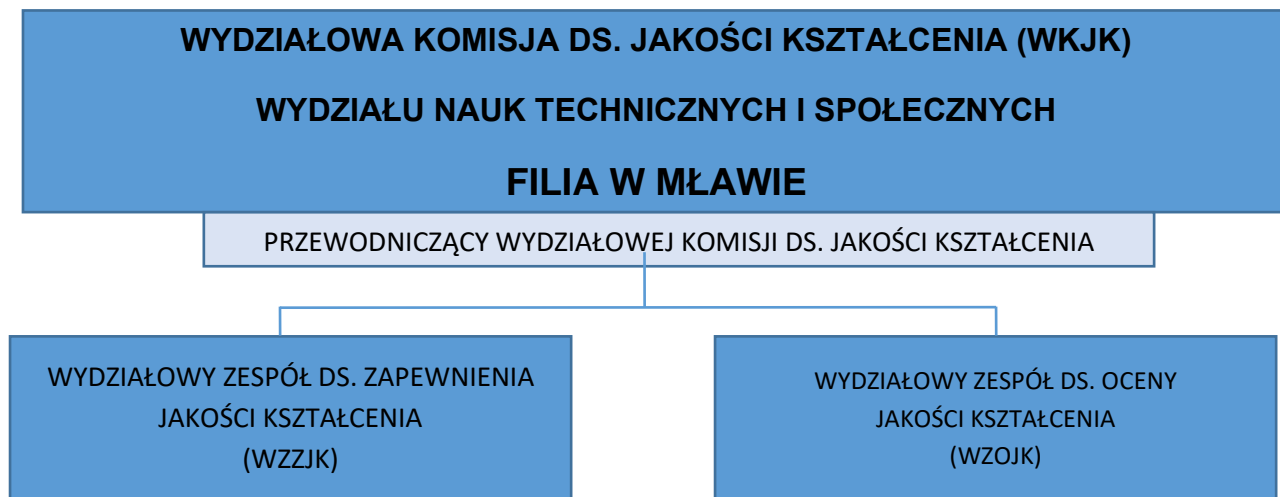 WYDZIAŁOWA KOMISJA DS. JAKOŚCI KSZTAŁCENIA (WKJK)
WYDZIAŁU NAUK TECHNICZNYCH I SPOŁECZNYCH
FILIA W MŁAWIE
PRZEWODNICZĄCY WYDZIAŁOWEJ KOMISJI DS. JAKOŚCI KSZTAŁCENIA
WYDZIAŁOWY ZESPÓŁ DS. ZAPEWNIENIA
JAKOŚCI KSZTAŁCENIA
(WZZJK)
WYDZIAŁOWY ZESPÓŁ DS. OCENY
JAKOŚCI KSZTAŁCENIA
(WZOJK)